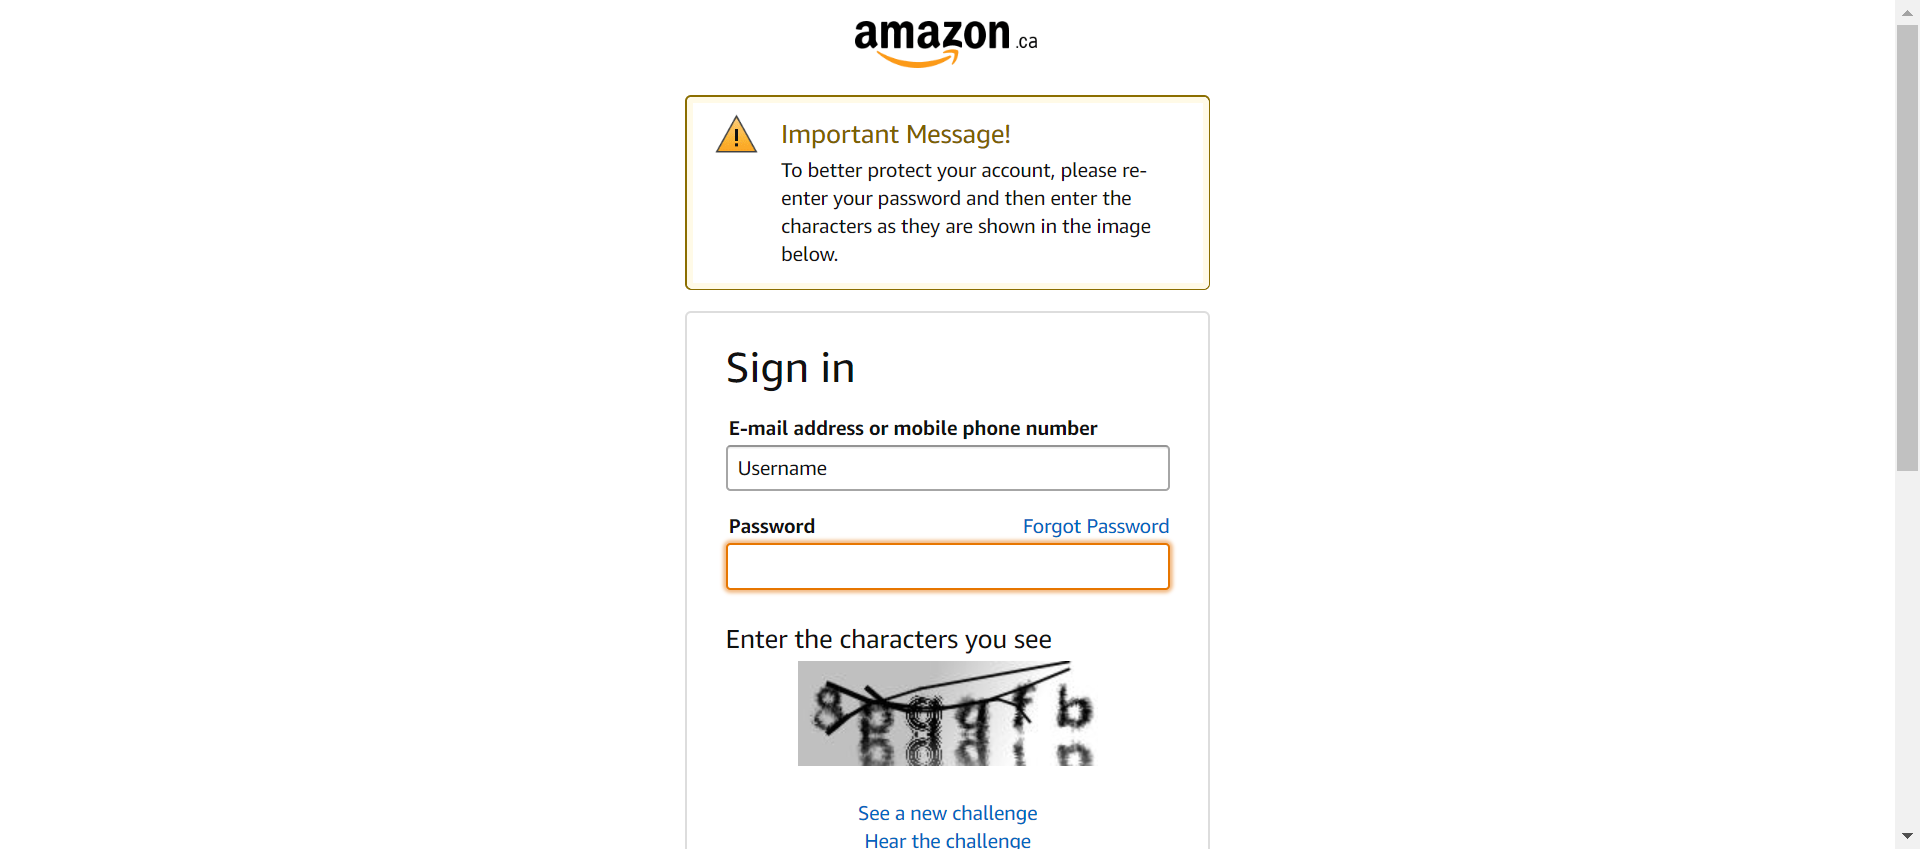 amazon.ca
Important Message!
To better protect your account, please re-
enter your password and then enter the
characters as they are shown in the image
below.
Sign in
E-mail address or mobile phone number
Username
Password Forgot Password
Enter the characters you see
See a new challenge
Hear the challenge